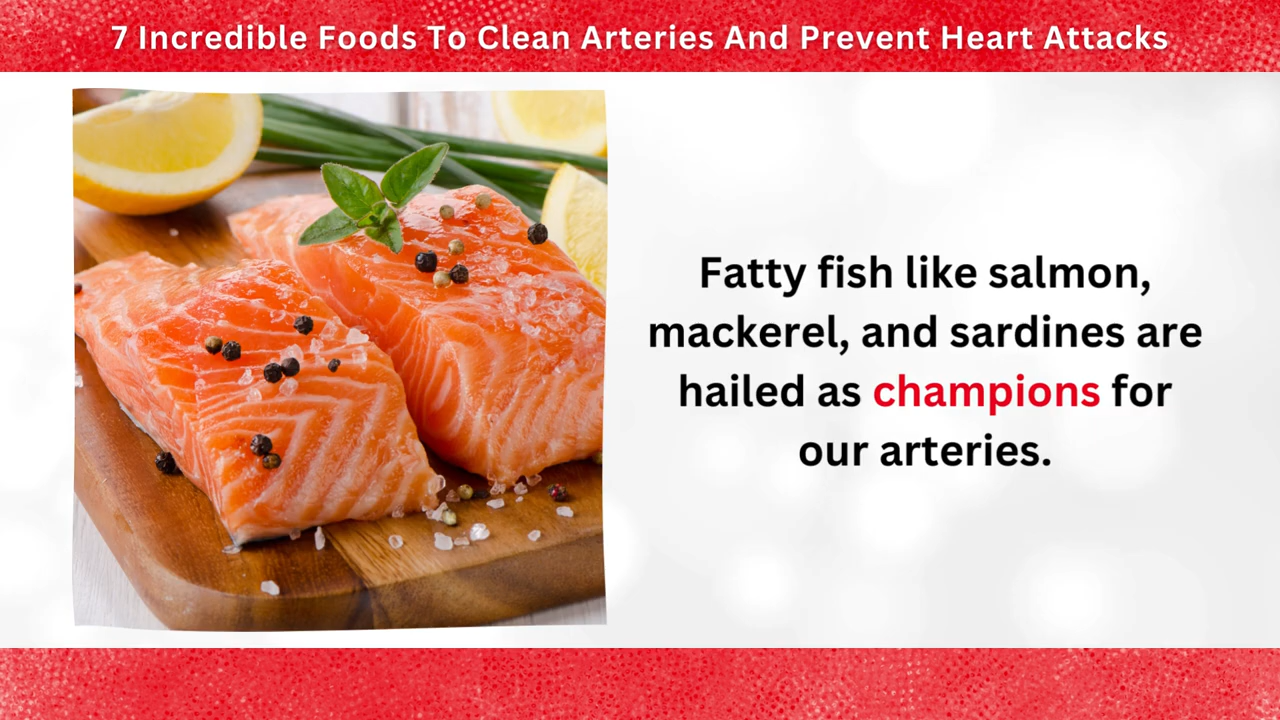 7 Incredible Foods To Clean Arteries And Prevent Heart Attacks
Fatty fish like salmon,
mackerel, and sardines are
hailed as champions for
our arteries.